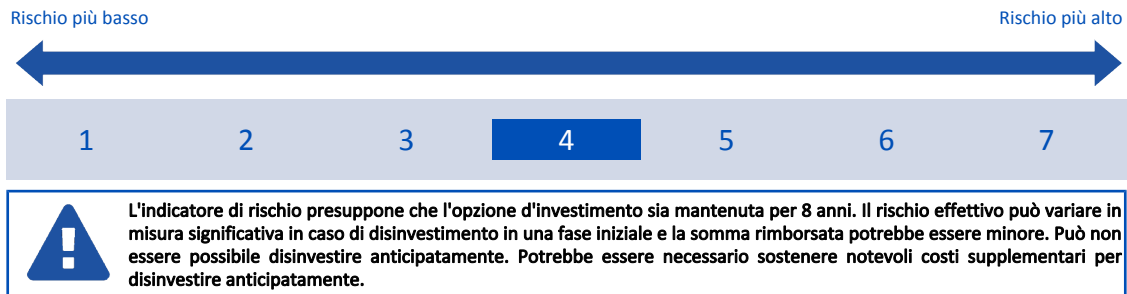 Rischio più basso Rischio più alto
1 2 3 4 5 6 7
L'indicatore di rischio presuppone che l'opzione d'investimento sia mantenuta per 8 anni. Il rischio effettivo può variare in
misura significativa in caso di disinvestimento in una fase iniziale e la somma rimborsata potrebbe essere minore. Può non
essere possibile disinvestire anticipatamente. Potrebbe essere necessario sostenere notevoli costi supplementari per
disinvestire anticipatamente.